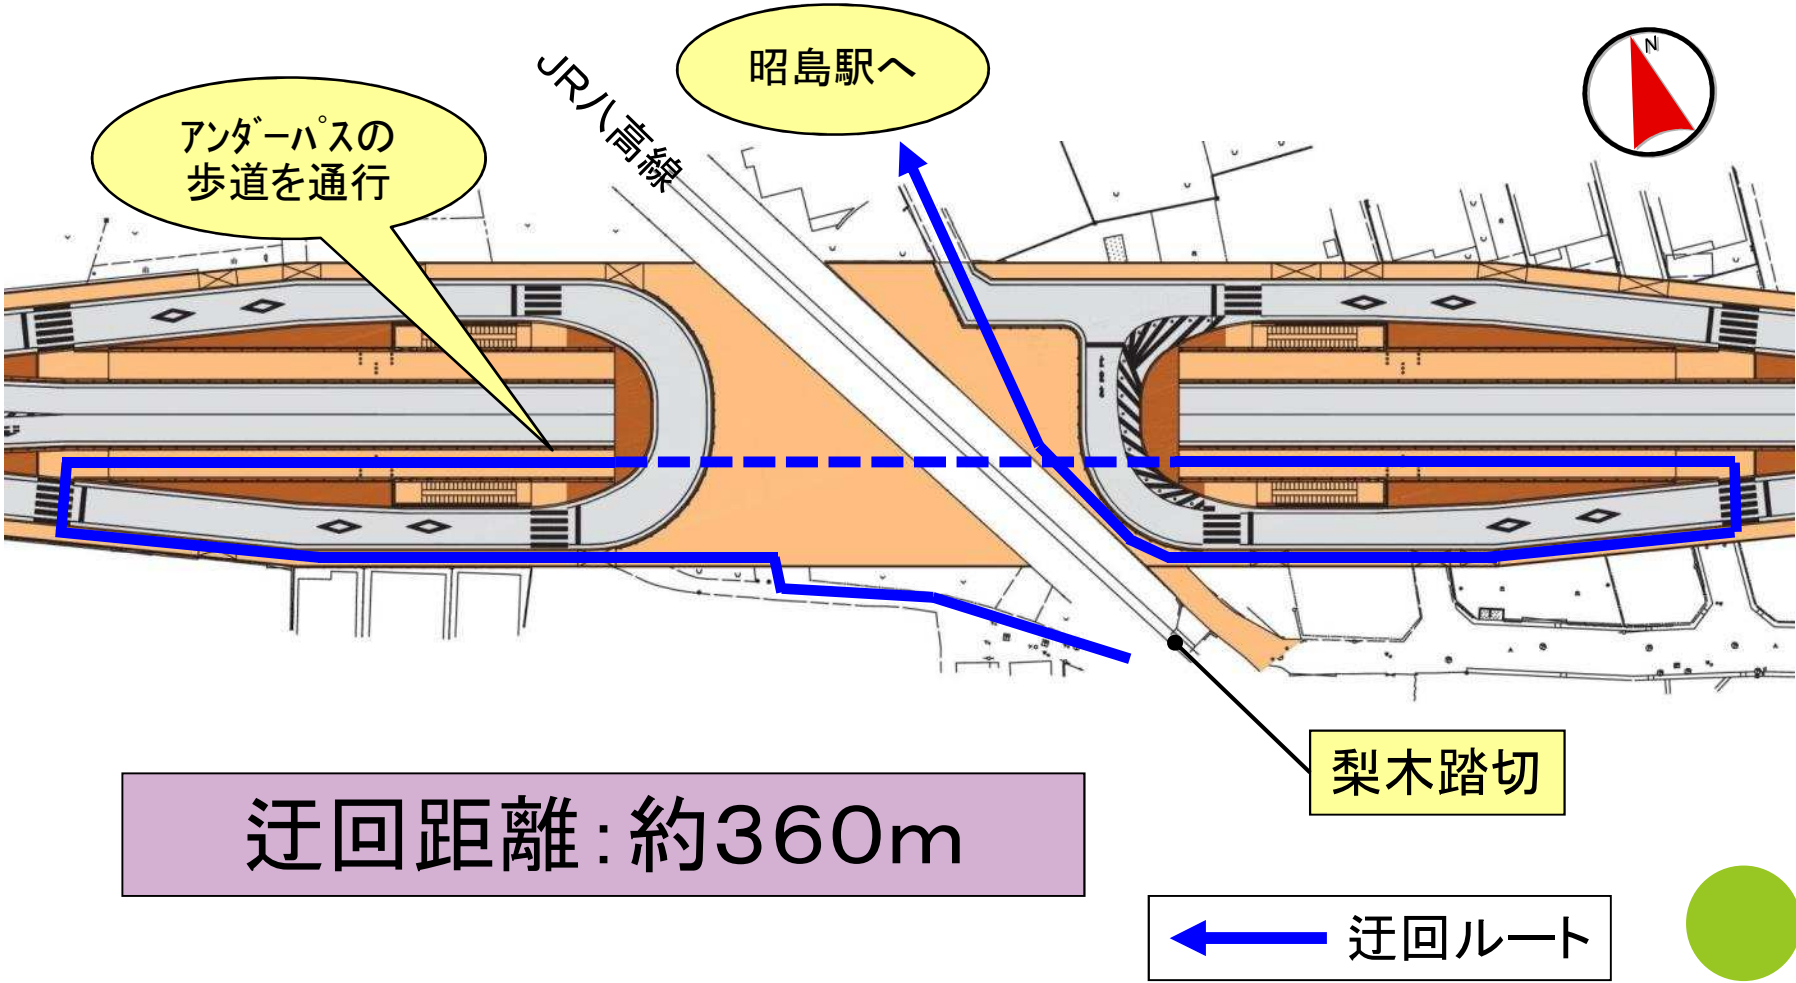 昭島駅へ
N
JR八高線
アンダーパスの
歩道を通行
梨木踏切
迂回距離:約360m
迂回ルート